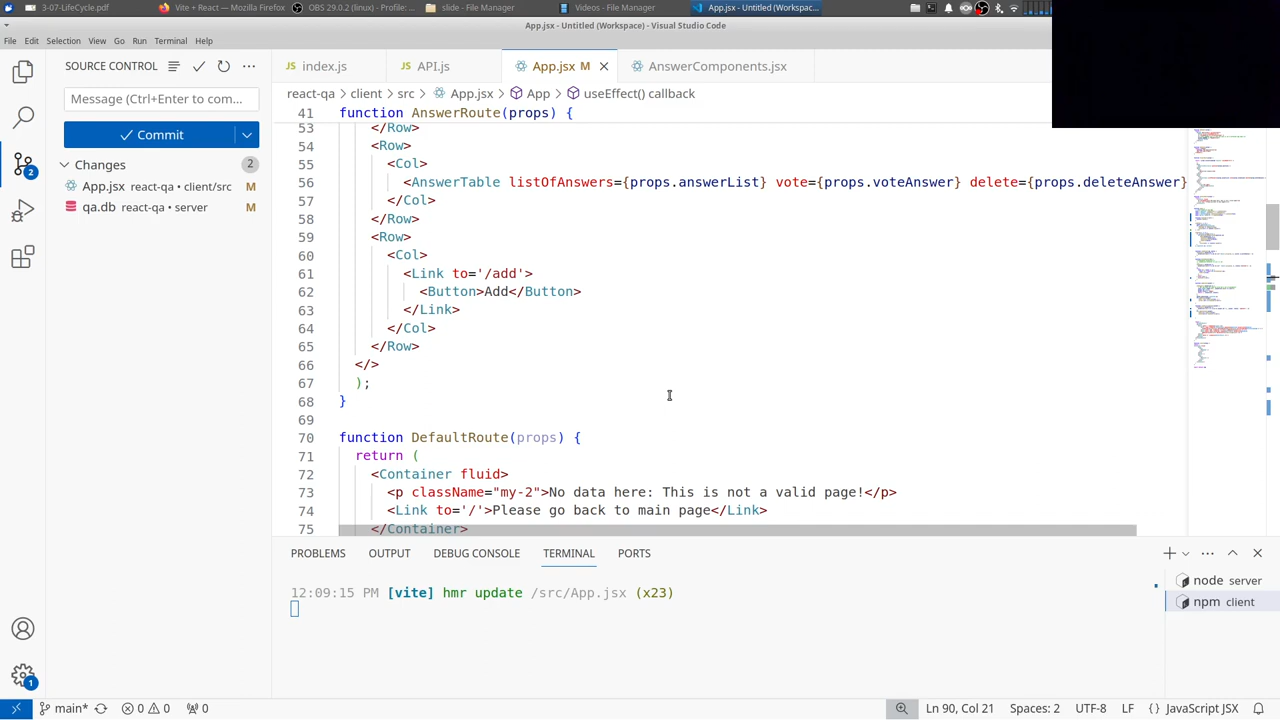 3-07-LifeCycle.pdf
Vite + React — Mozilla Firefox
OBS 29.0.2 (linux) - Profile: ...
slide - File Manager
Videos - File Manager
App.jsx - Untitled (Workspac...
App.jsx - Untitled (Workspace) - Visual Studio Code
File Edit Selection View Go Run Terminal Help
SOURCE CONTROL
index.js
API.js
App.jsx M
AnswerComponents.jsx
react-qa > client > src > App.jsx > App > useEffect() callback
Message (Ctrl+Enter to com...
Commit
Changes 2
App.jsx react-qa • client/src M
qa.db react-qa • server M
2
1
41 function AnswerRoute(props) {
53 </Row>
54 <Row>
55 <Col>
56 <AnswerTable listofAnswers={props.answerList} vote={props.voteAnswer} delete={props.deleteAnswer}
57 </Col>
58 </Row>
59 <Row>
60 <Col>
61 <Link to='/add'>
62 <Button>Add</Button>
63 </Link>
64 </Col>
65 </Row>
66 </>
67 );
68 }
69
70 function DefaultRoute(props) {
71 return (
72 <Container fluid>
73 <p className="my-2">No data here: This is not a valid page!</p>
74 <Link to='/'>Please go back to main page</Link>
75 </Container>
PROBLEMS OUTPUT DEBUG CONSOLE TERMINAL PORTS
12:09:15 PM [vite] hmr update /src/App.jsx (x23)
node server
npm client
main* 0 0 0
Ln 90, Col 21 Spaces: 2 UTF-8 LF {} JavaScript JSX